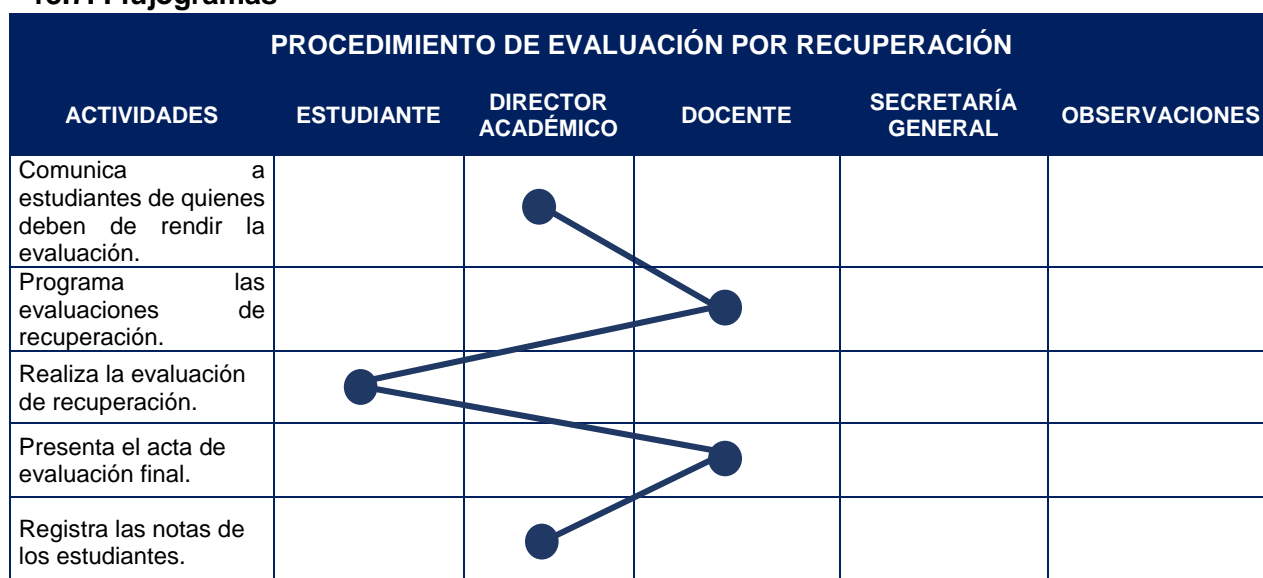 PROCEDIMIENTO DE EVALUACIÓN POR RECUPERACIÓN
ACTIVIDADES
ESTUDIANTE
DIRECTOR
ACADÉMICO
DOCENTE
SECRETARÍA
GENERAL
OBSERVACIONES
Comunica a
estudiantes de quienes
deben de rendir la
evaluación.
Programa las
evaluaciones de
recuperación.
Realiza la evaluación
de recuperación.
Presenta el acta de
evaluación final.
Registra las notas de
los estudiantes.